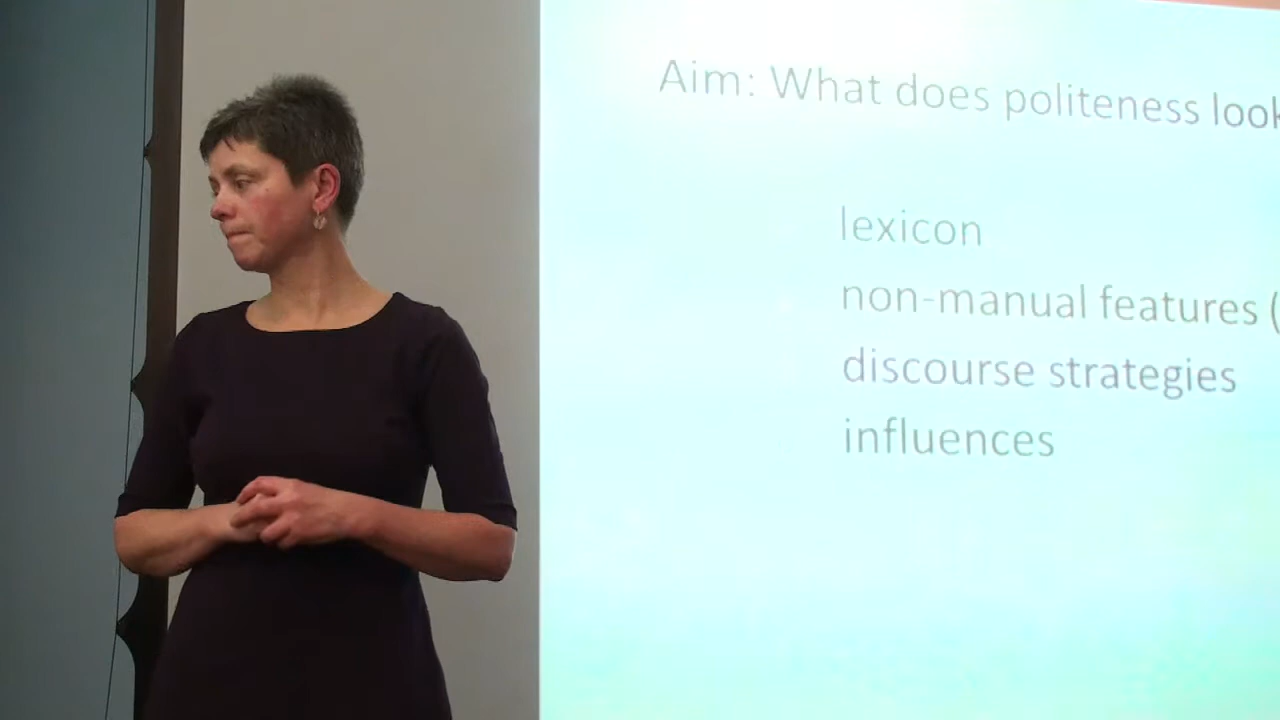 Aim: What does politeness look
lexicon
non-manual features (
discourse strategies
influences